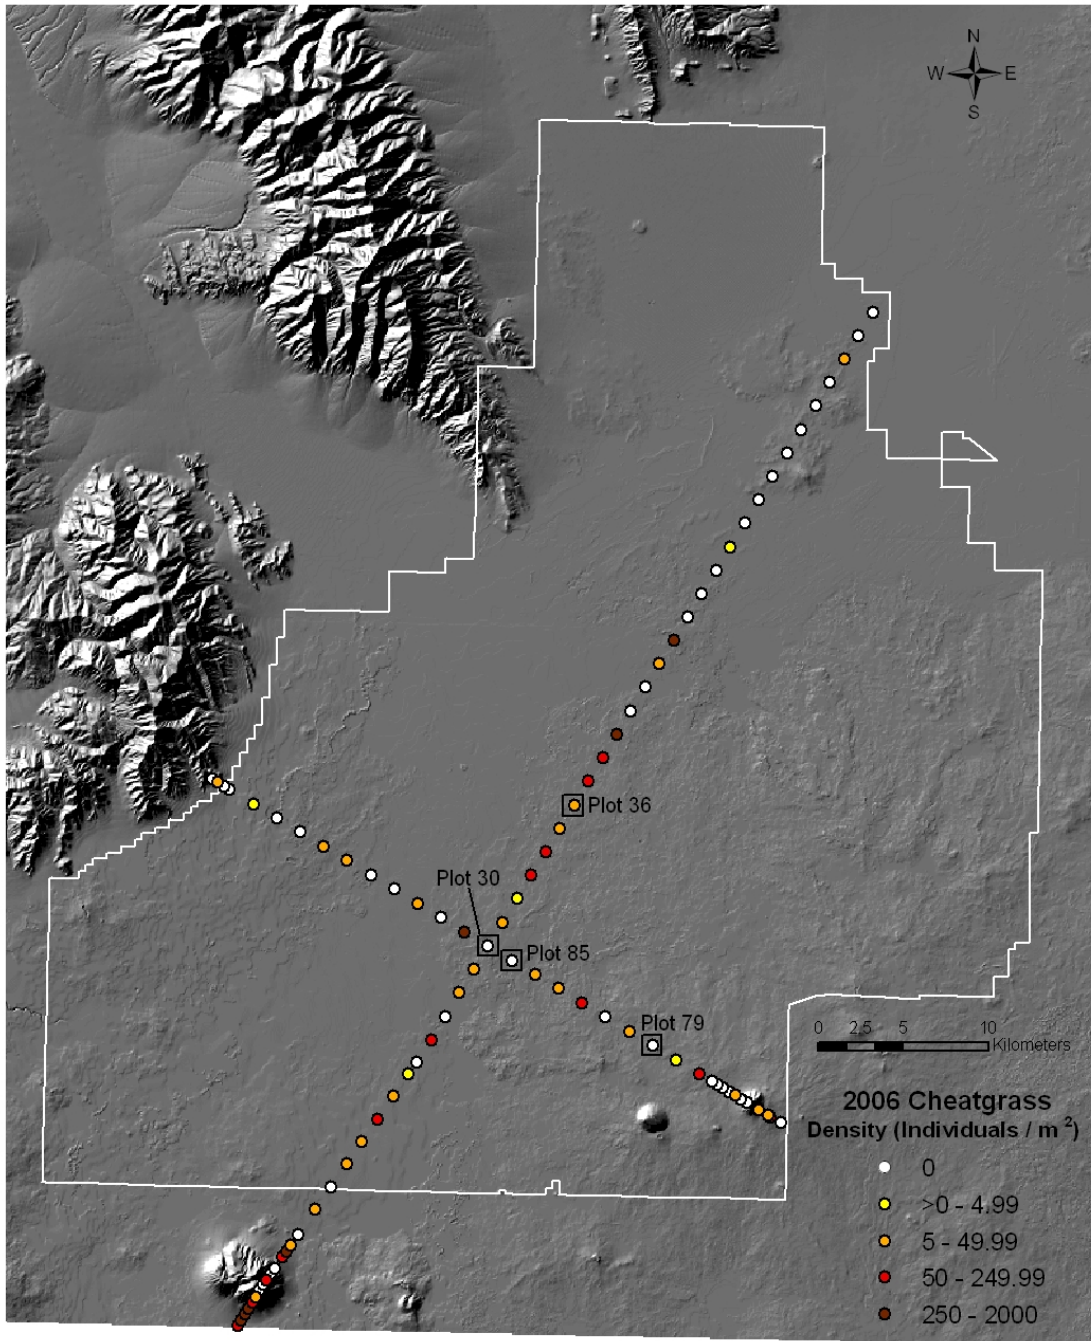 N
W E
S
Plot 36
Plot 30
Plot 85
Plot 79
0 2.5 5 10
Kilometers
2006 Cheatgrass
Density (Individuals / m ²)
0
>0 - 4.99
5 - 49.99
50 - 249.99
250 - 2000